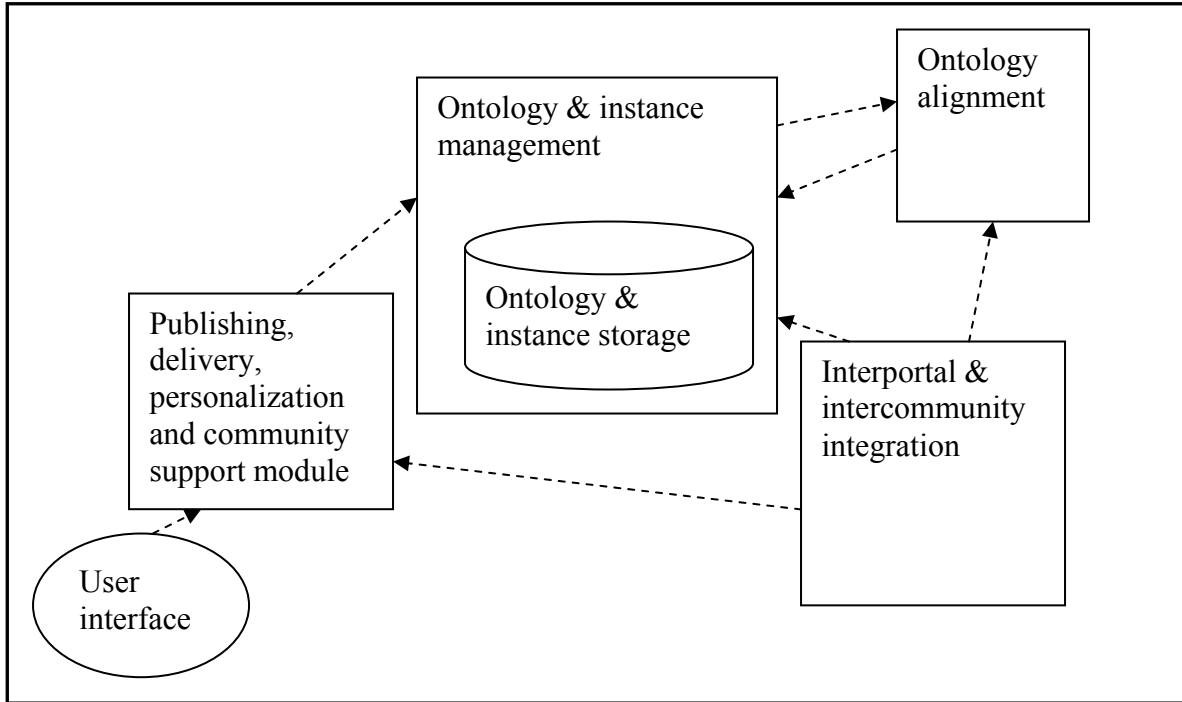 Ontology
alignment
Ontology & instance
management
Ontology &
instance storage
Publishing,
delivery,
personalization
and community
support module
Interportal &
intercommunity
integration
User
interface